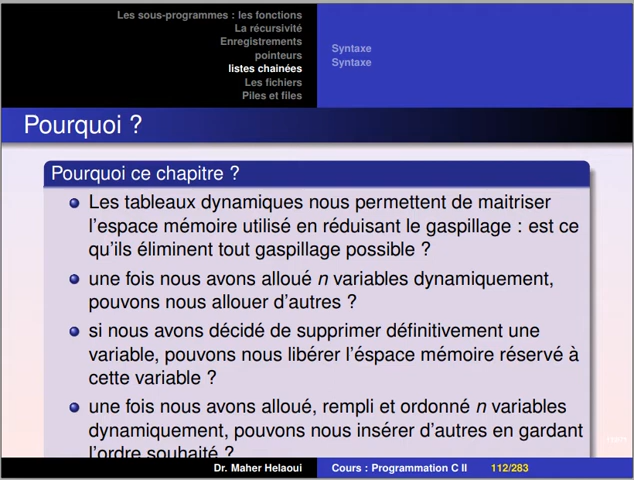 Les sous-programmes : les fonctions
La récursivité
Enregistrements
pointeurs
listes chainées
Les fichiers
Piles et files
Syntaxe
Syntaxe
Pourquoi ?
Pourquoi ce chapitre ?
Les tableaux dynamiques nous permettent de maitriser
l'espace mémoire utilisé en réduisant le gaspillage : est ce
qu'ils éliminent tout gaspillage possible ?
une fois nous avons alloué n variables dynamiquement,
pouvons nous allouer d'autres ?
si nous avons décidé de supprimer définitivement une
variable, pouvons nous libérer l'éspace mémoire réservé à
cette variable ?
une fois nous avons alloué, rempli et ordonné n variables
dynamiquement, pouvons nous insérer d'autres en gardant
l'ordre souhaité ?
Dr. Maher Helaoui
Cours : Programmation C II
112/283